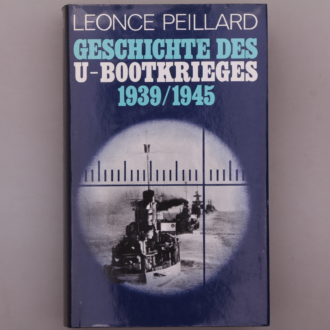 LEONCE PEILLARD
GESCHICHTE DES
U-BOOTKRIEGES
1939/1945